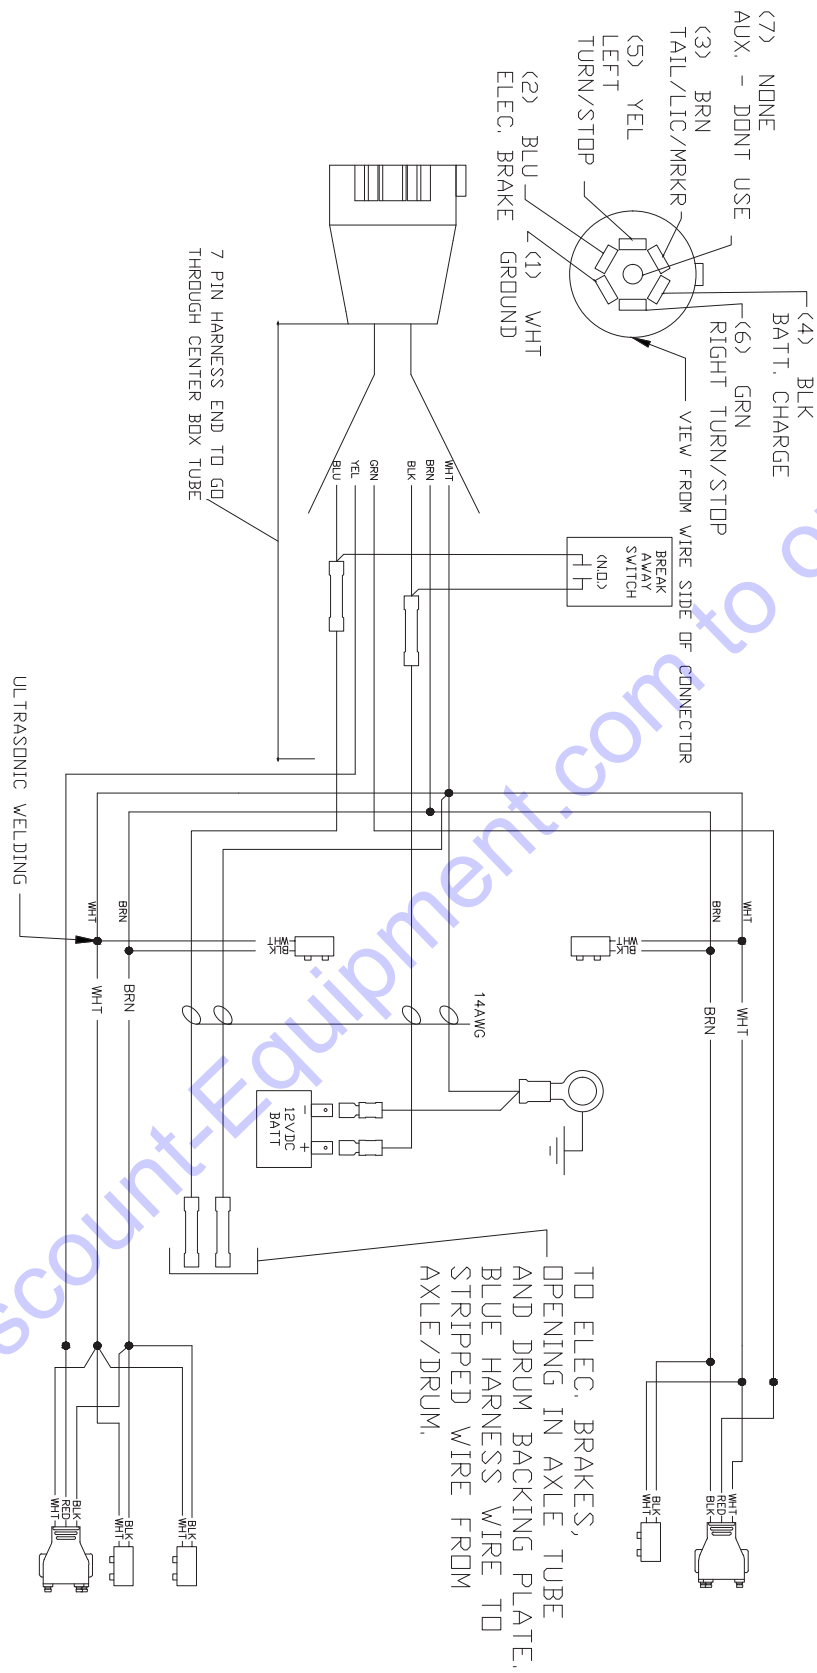 (7) NONE
AUX. - DONT USE
(3) BRN
TAIL/LIC/MRKR
(5) YEL
LEFT
TURN/STOP
(2) BLU
ELEC. BRAKE
(1) WHT
GROUND
(4) BLK
BATT. CHARGE
(6) GRN
RIGHT TURN/STOP
VIEW FROM WIRE SIDE OF CONNECTOR
7 PIN HARNESS END TO GO
THROUGH CENTER BOX TUBE
WHT
BRN
BLK
GRN
YEL
BLU
BREAK
AWAY
SWITCH
(N.O.)
ULTRASONIC WELDING
WHT
BRN
WHT
BRN
WHT
BLK
WHT
BLK
WHT
BRN
WHT
BRN
14AWG
- +
12VDC
BATT
TO ELEC. BRAKES,
OPENING IN AXLE TUBE
AND DRUM BACKING PLATE.
BLUE HARNESS WIRE TO
STRIPPED WIRE FROM
AXLE/DRUM.
WHT
RED
BLK
BLK
WHT
BLK
WHT
BLK
WHT
BLK
RED
WHT
scount-Equipment.com to o